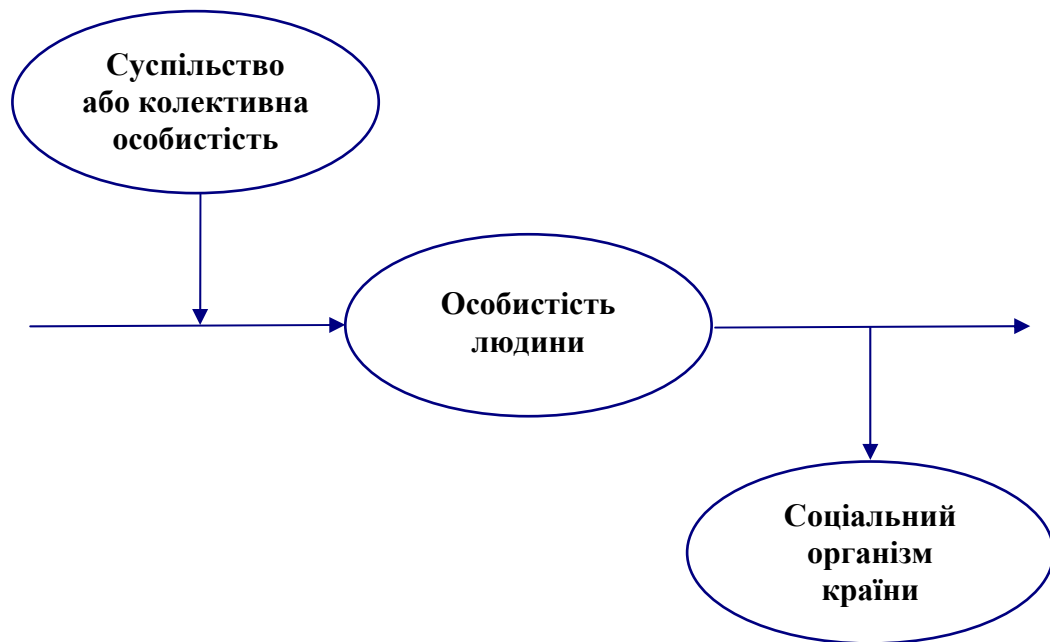 Суспільство
або колективна
особистість
Особистість
людини
Соціальний
організм
країни